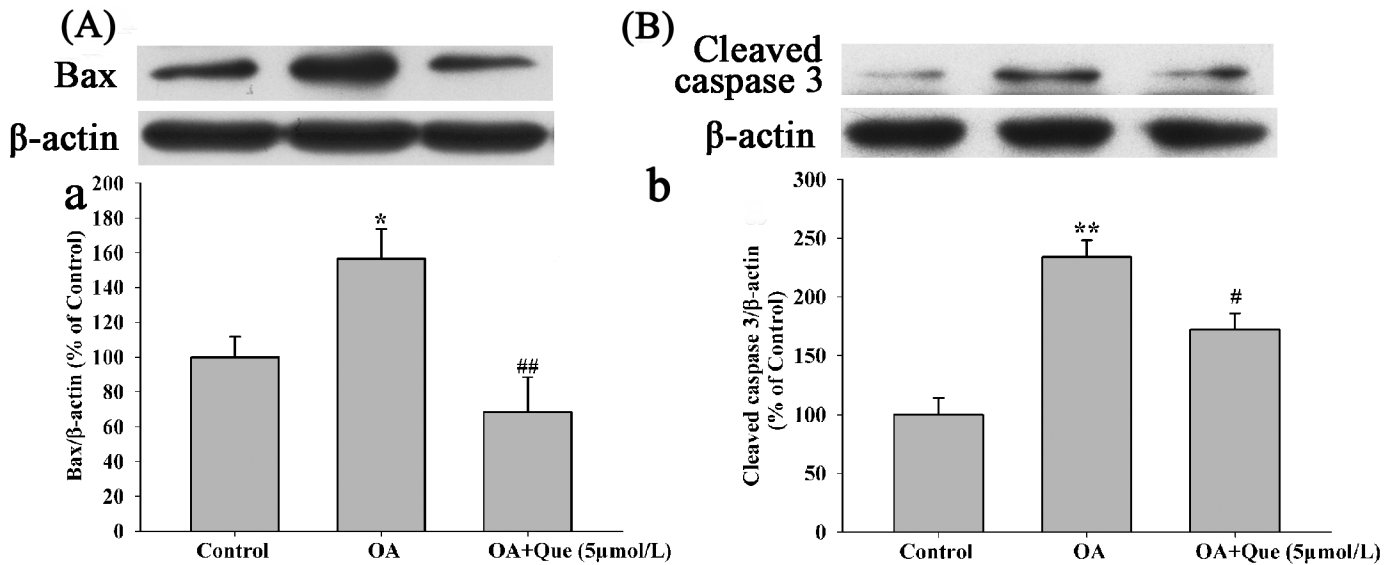 (A)
Bax
β-actin
a
Bax/β-actin (% of Control)
200
180
160
140
120
100
80
60
40
20
0
*
##
Control
OA
OA+Que (5μmol/L)
(B)
Cleaved
caspase 3
β-actin
b
Cleaved caspase 3/β-actin
(% of Control)
300
250
200
150
100
50
0
**
#
Control
OA
OA+Que (5μmol/L)